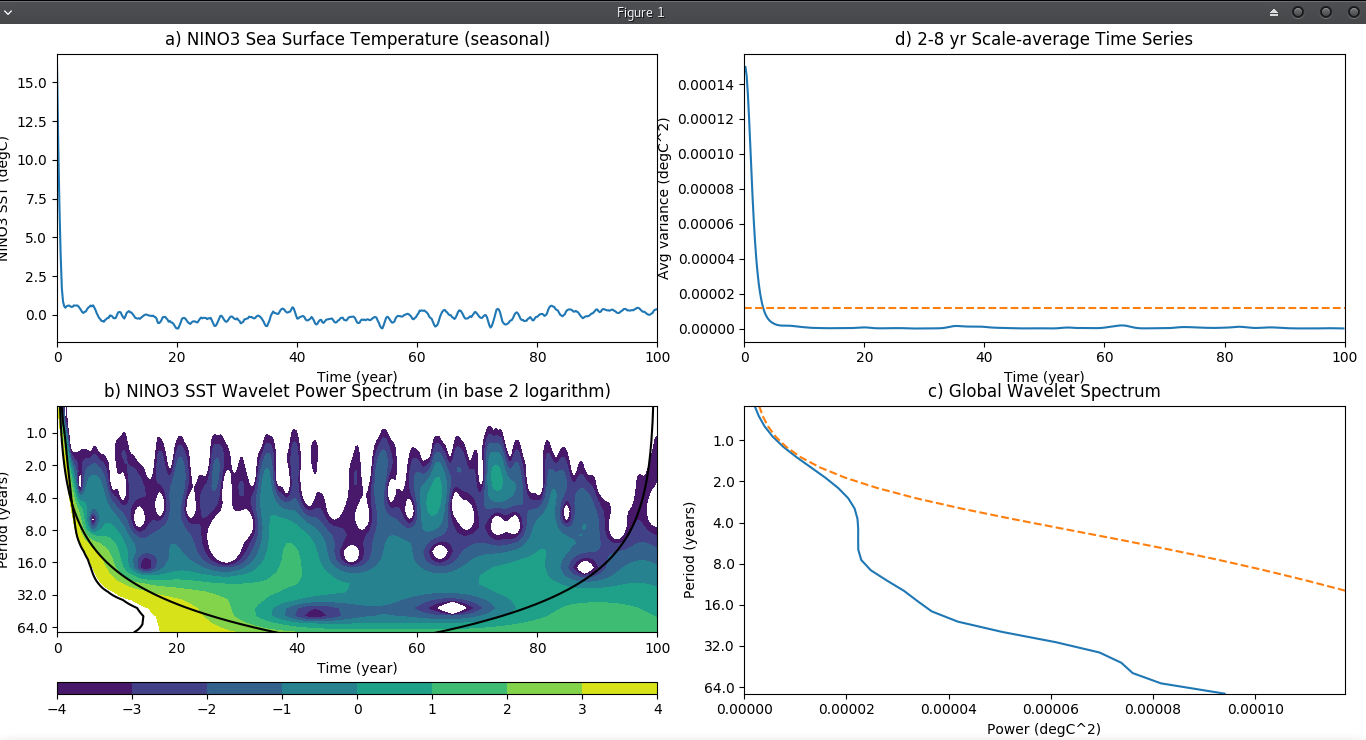 Figure 1
a) NINO3 Sea Surface Temperature (seasonal)
NINO3 SST (degC)
15.0
12.5
10.0
7.5
5.0
2.5
0.0
0 20 40 60 80 100
Time (year)
d) 2-8 yr Scale-average Time Series
Avg variance (degC^2)
0.00014
0.00012
0.00010
0.00008
0.00006
0.00004
0.00002
0.00000
0 20 40 60 80 100
Time (year)
b) NINO3 SST Wavelet Power Spectrum (in base 2 logarithm)
Period (years)
1.0
2.0
4.0
8.0
16.0
32.0
64.0
0 20 40 60 80 100
Time (year)
−4 −3 −2 −1 0 1 2 3 4
c) Global Wavelet Spectrum
Period (years)
1.0
2.0
4.0
8.0
16.0
32.0
64.0
0.00000 0.00002 0.00004 0.00006 0.00008 0.00010
Power (degC^2)